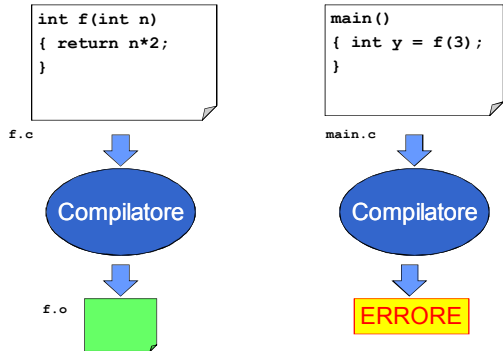 int f(int n)
{ return n*2;
}
f.c
Compilatore
f.o
main()
{ int y = f(3);
}
main.c
Compilatore
ERRORE